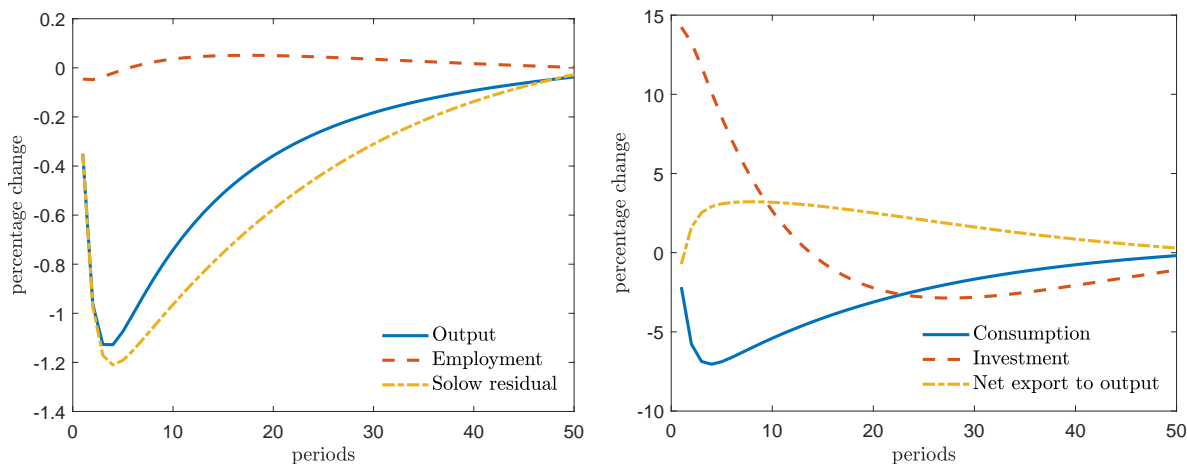 0.2
0
-0.2
-0.4
-0.6
-0.8
-1
-1.2
-1.4
percentage change
0
10
20
30
40
50
periods
Output
Employment
Solow residual
15
10
5
0
-5
-10
percentage change
0
10
20
30
40
50
periods
Consumption
Investment
Net export to output